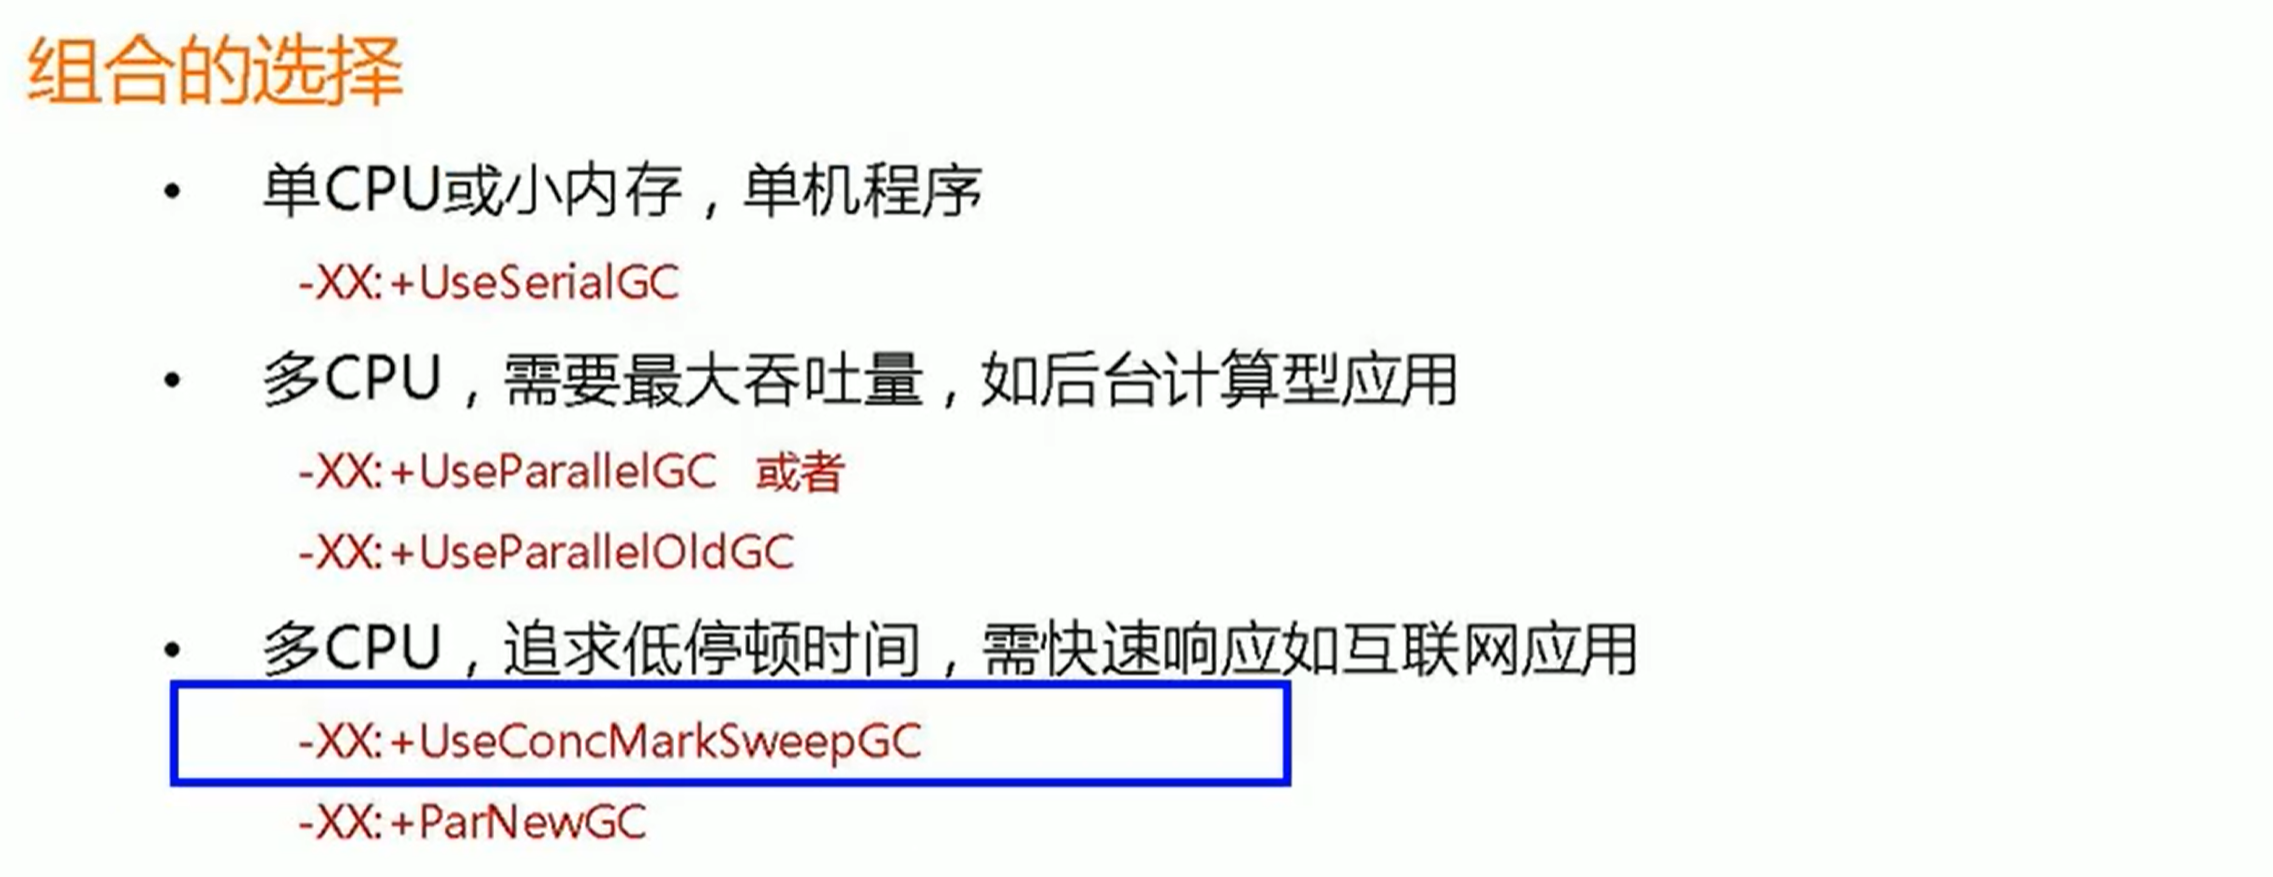 组合的选择
• 单CPU或小内存，单机程序
-XX:+UseSerialGC
• 多CPU，需要最大吞吐量，如后台计算型应用
-XX:+UseParallelGC 或者
-XX:+UseParallelOldGC
• 多CPU，追求低停顿时间，需快速响应如互联网应用
-XX:+UseConcMarkSweepGC
-XX:+ParNewGC